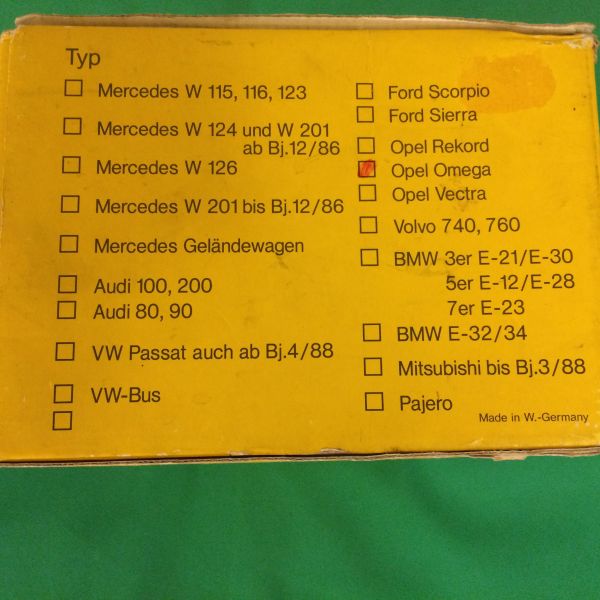 Typ
Mercedes W 115, 116, 123
Mercedes W 124 und W 201
ab Bj.12/86
Mercedes W 126
Mercedes W 201 bis Bj.12/86
Mercedes Geländewagen
Audi 100, 200
Audi 80, 90
VW Passat auch ab Bj.4/88
VW-Bus
Ford Scorpio
Ford Sierra
Opel Rekord
Opel Omega
Opel Vectra
Volvo 740, 760
BMW 3er E-21/E-30
5er E-12/E-28
7er E-23
BMW E-32/34
Mitsubishi bis Bj.3/88
Pajero
Made in W.-Germany